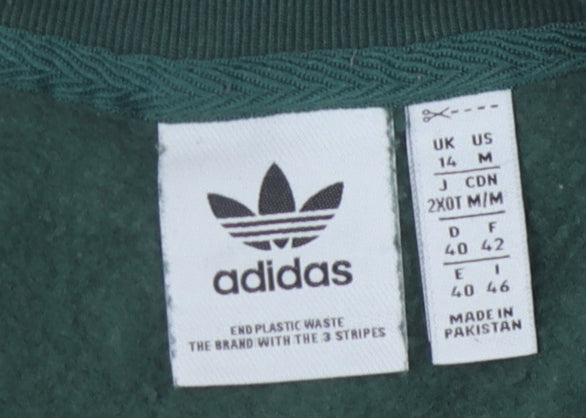 adidas
END PLASTIC WASTE
THE BRAND WITH THE 3 STRIPES
UK US
14 M
J CDN
2XOT M/M
D F
40 42
E I
40 46
MADE IN
PAKISTAN